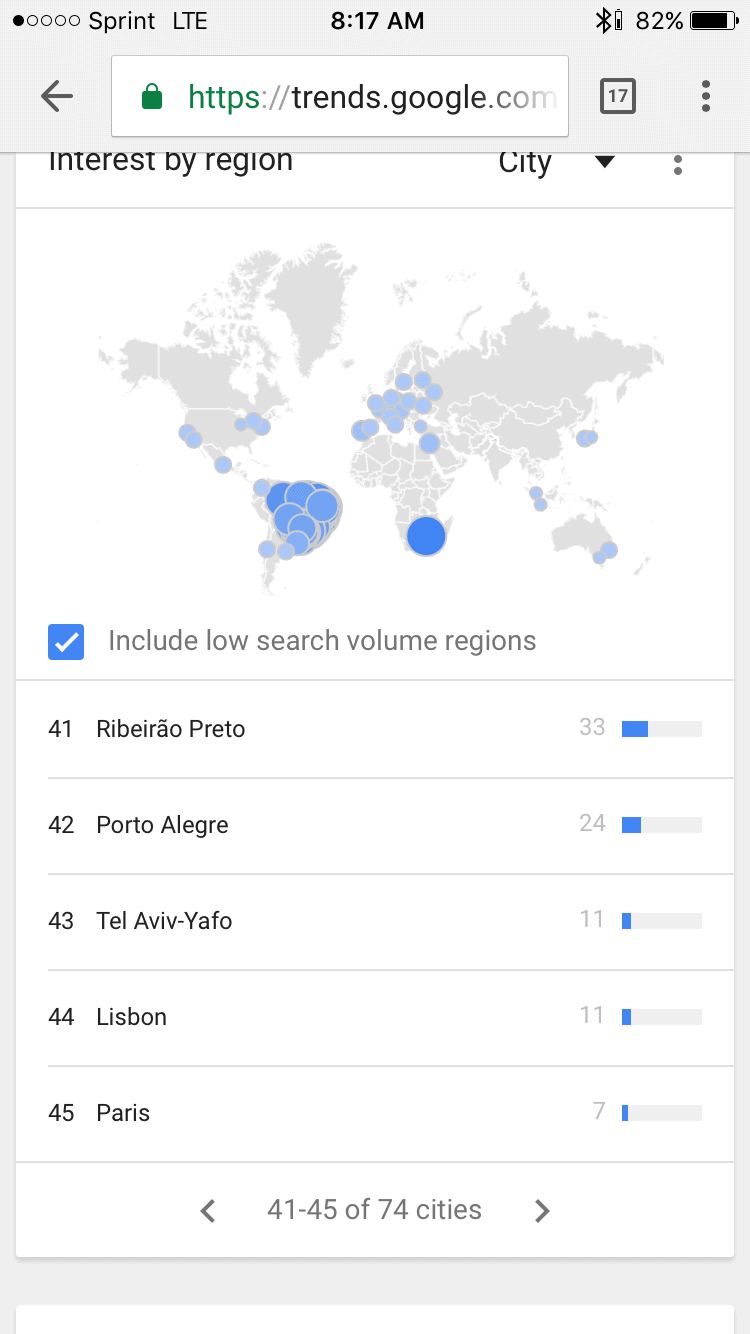 Sprint LTE 8:17 AM 82%
https://trends.google.com 17
Interest by region City
Include low search volume regions
41 Ribeirão Preto 33
42 Porto Alegre 24
43 Tel Aviv-Yafo 11
44 Lisbon 11
45 Paris 7
41-45 of 74 cities